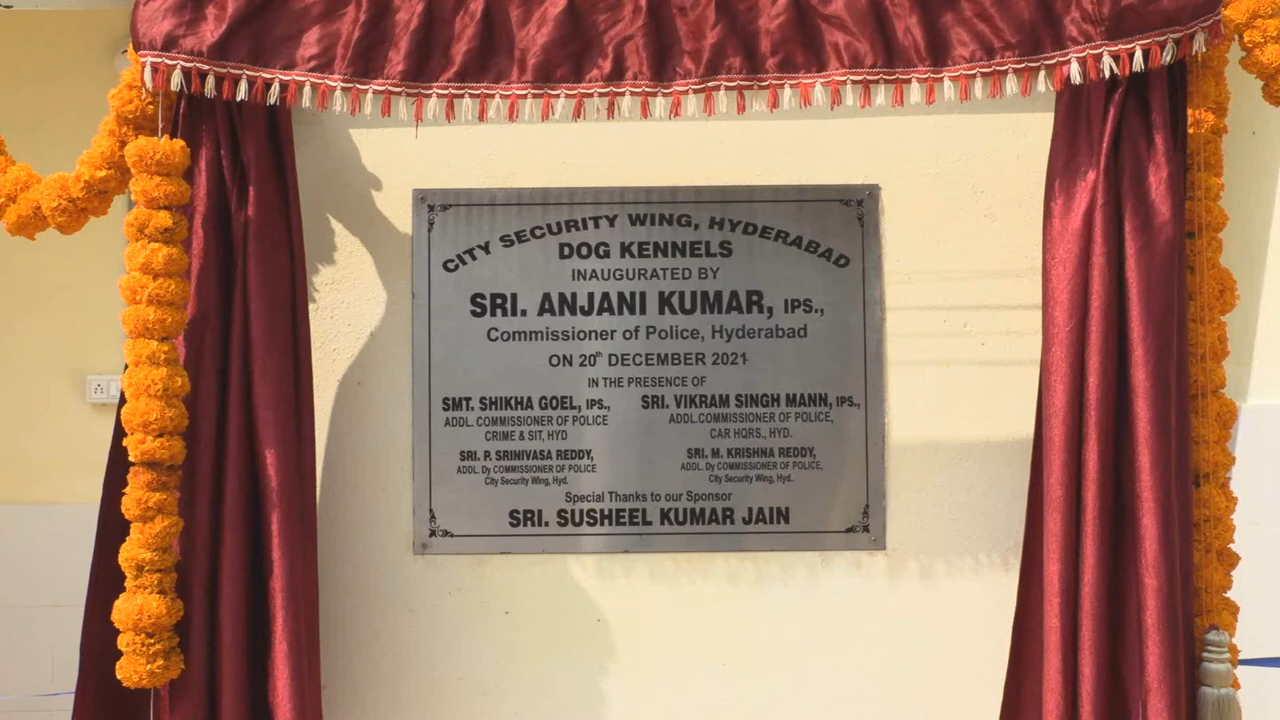 CITY SECURITY WING, HYDERABAD
DOG KENNELS
INAUGURATED BY
SRI. ANJANI KUMAR, IPS.,
Commissioner of Police, Hyderabad
ON 20th DECEMBER 2021
IN THE PRESENCE OF
SMT. SHIKHA GOEL, IPS.,
ADDL. COMMISSIONER OF POLICE
CRIME & SIT, HYD
SRI. VIKRAM SINGH MANN, IPS.,
ADDL.COMMISSIONER OF POLICE,
CAR HQRS., HYD.
SRI. P. SRINIVASA REDDY,
ADDL. Dy COMMISSIONER OF POLICE
City Security Wing, Hyd.
SRI. M. KRISHNA REDDY,
ADDL. Dy COMMISSIONER OF POLICE,
City Security Wing, Hyd.
Special Thanks to our Sponsor
SRI. SUSHEEL KUMAR JAIN